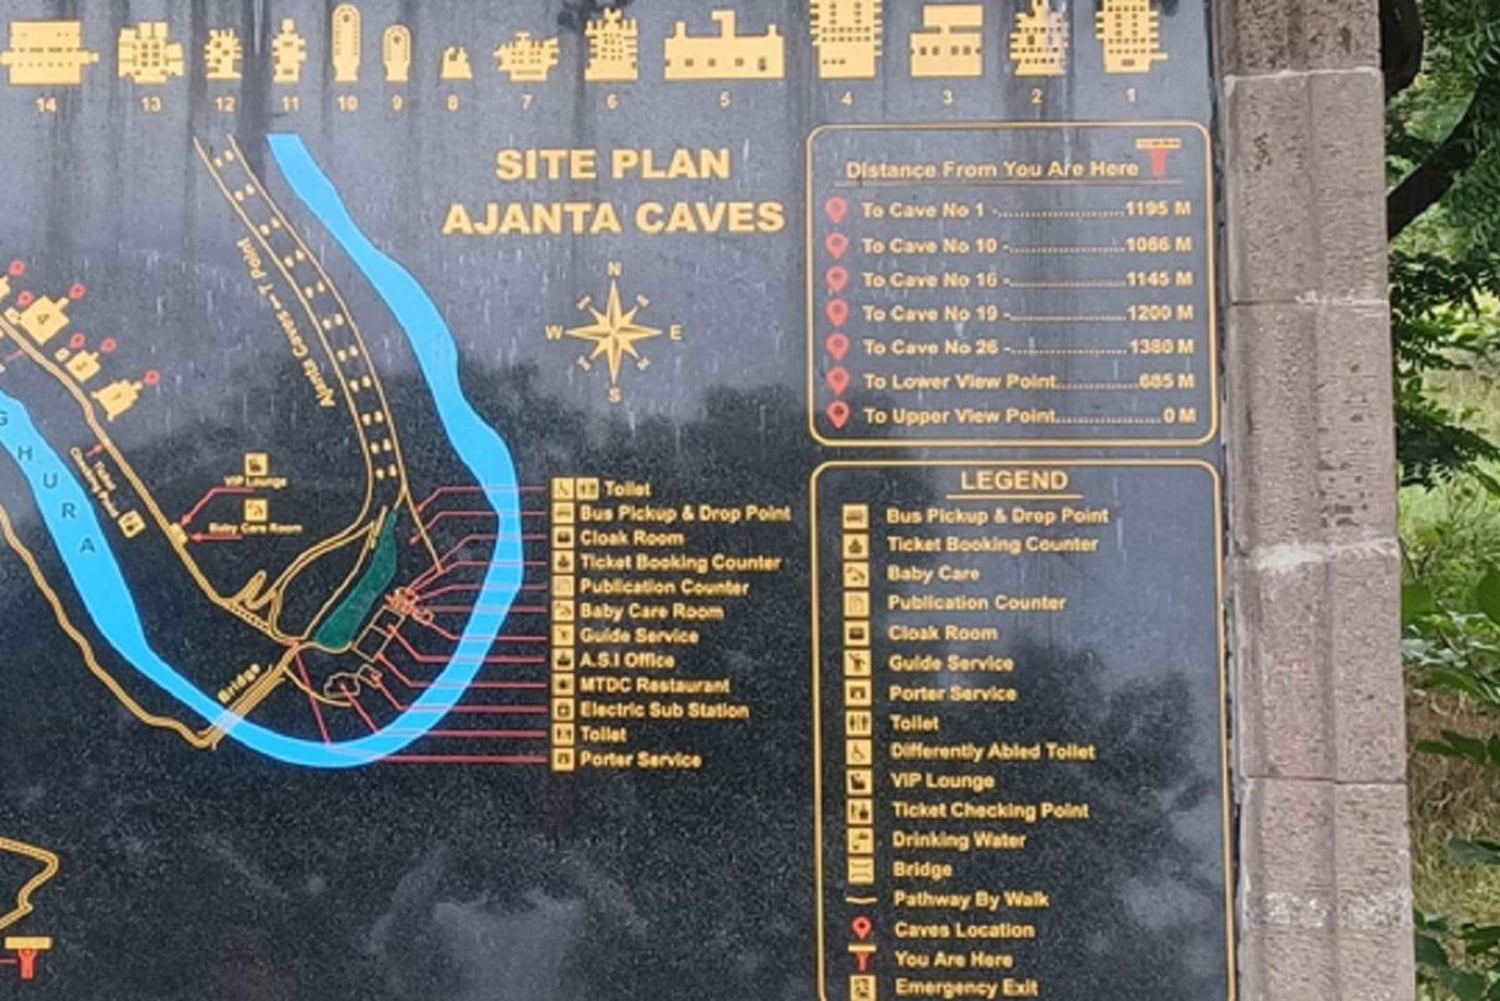 14 13 12 11 10 9 8 7 6 5 4 3 2 1
SITE PLAN
AJANTA CAVES
N
W E
S
Ajanta Caves - T Point
4
2
1
GHURA
Ticket
Checking Point
VIP Lounge
Baby Care Room
Bridge
Toilet
Bus Pickup & Drop Point
Cloak Room
Ticket Booking Counter
Publication Counter
Baby Care Room
Guide Service
A.S.I Office
MTDC Restaurant
Electric Sub Station
Toilet
Porter Service
Distance From You Are Here
To Cave No 1 -........................1195 M
To Cave No 10 -......................1066 M
To Cave No 16 -......................1145 M
To Cave No 19 -......................1200 M
To Cave No 26 -......................1380 M
To Lower View Point................685 M
To Upper View Point....................0 M
LEGEND
Bus Pickup & Drop Point
Ticket Booking Counter
Baby Care
Publication Counter
Cloak Room
Guide Service
Porter Service
Toilet
Differently Abled Toilet
VIP Lounge
Ticket Checking Point
Drinking Water
Bridge
Pathway By Walk
Caves Location
You Are Here
Emergency Exit